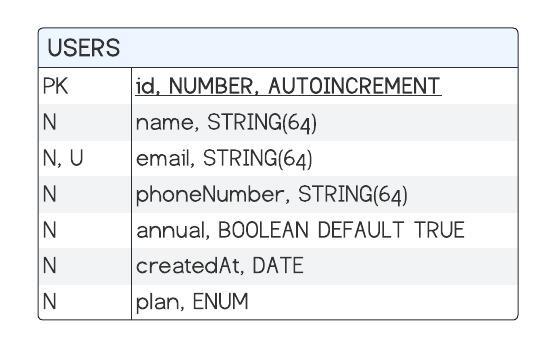 USERS
PK id, NUMBER, AUTOINCREMENT
N name, STRING(64)
N, U email, STRING(64)
N phoneNumber, STRING(64)
N annual, BOOLEAN DEFAULT TRUE
N createdAt, DATE
N plan, ENUM